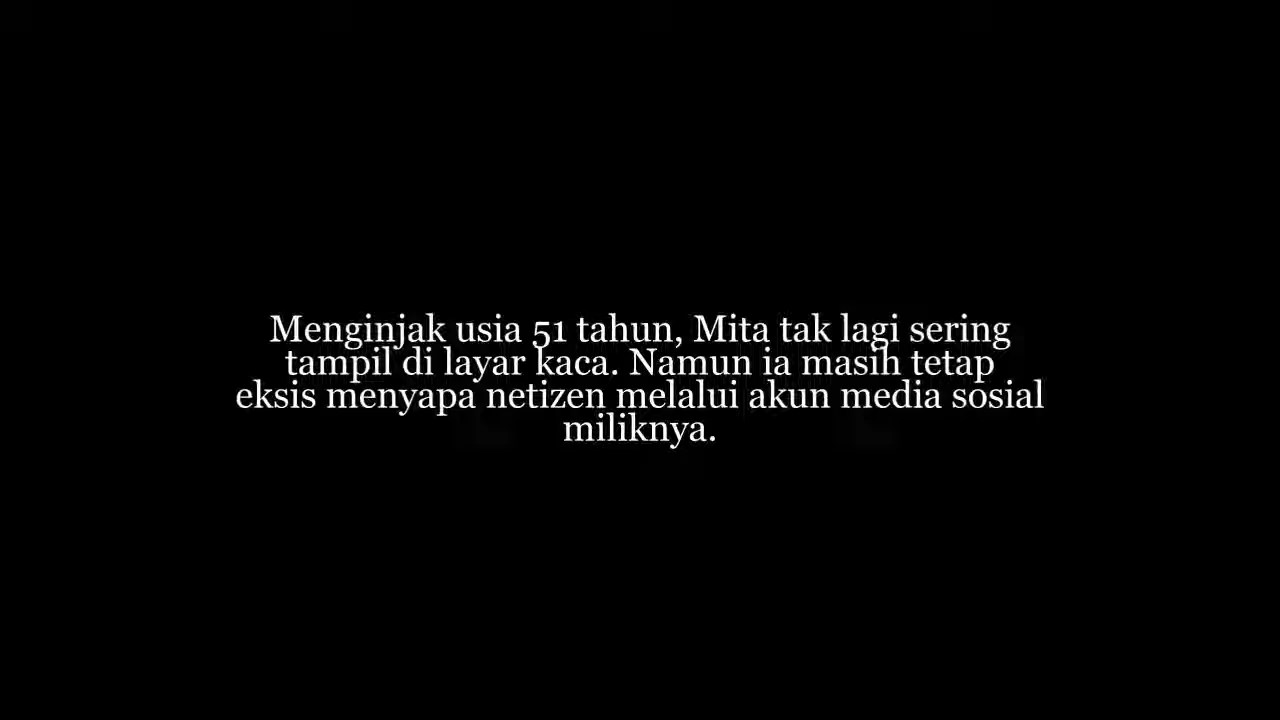 Menginjak usia 51 tahun, Mita tak lagi sering
tampil di layar kaca. Namun ia masih tetap
eksis menyapa netizen melalui akun media sosial
miliknya.